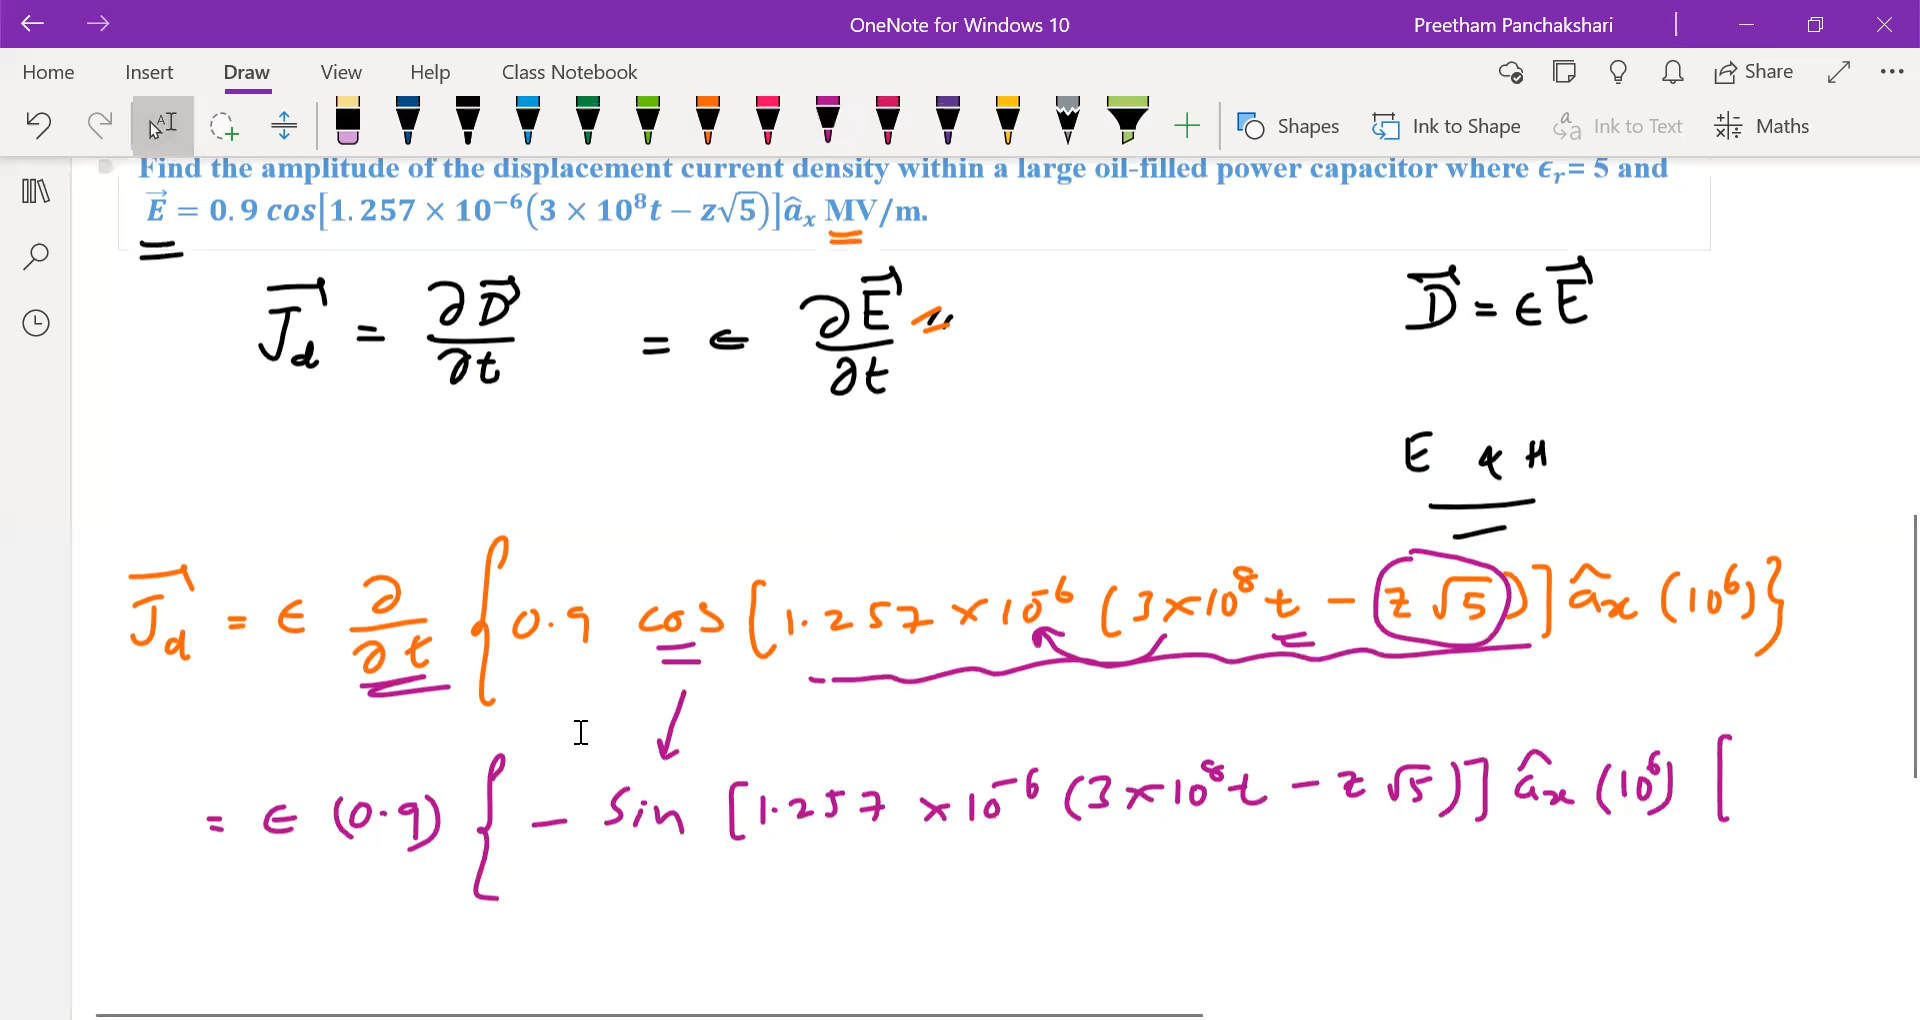 OneNote for Windows 10
Preetham Panchakshari
Home Insert Draw View Help Class Notebook Share
Shapes Ink to Shape Ink to Text Maths
Find the amplitude of the displacement current density within a large oil-filled power capacitor where ϵᵣ= 5 and
E⃗ = 0.9 cos[1.257 × 10⁻⁶(3 × 10⁸t − z√5)]âₓ MV/m.
J⃗d = ∂D⃗/∂t = ϵ ∂E⃗/∂t
D⃗ = ϵE⃗
E & H
J⃗d = ϵ ∂/∂t { 0.9 cos [1.257 × 10⁻⁶ (3×10⁸ t − z√5)] âₓ (10⁶)}
= ϵ (0.9) { − sin [1.257 × 10⁻⁶ (3×10⁸t − z√5)] âₓ (10⁶) [